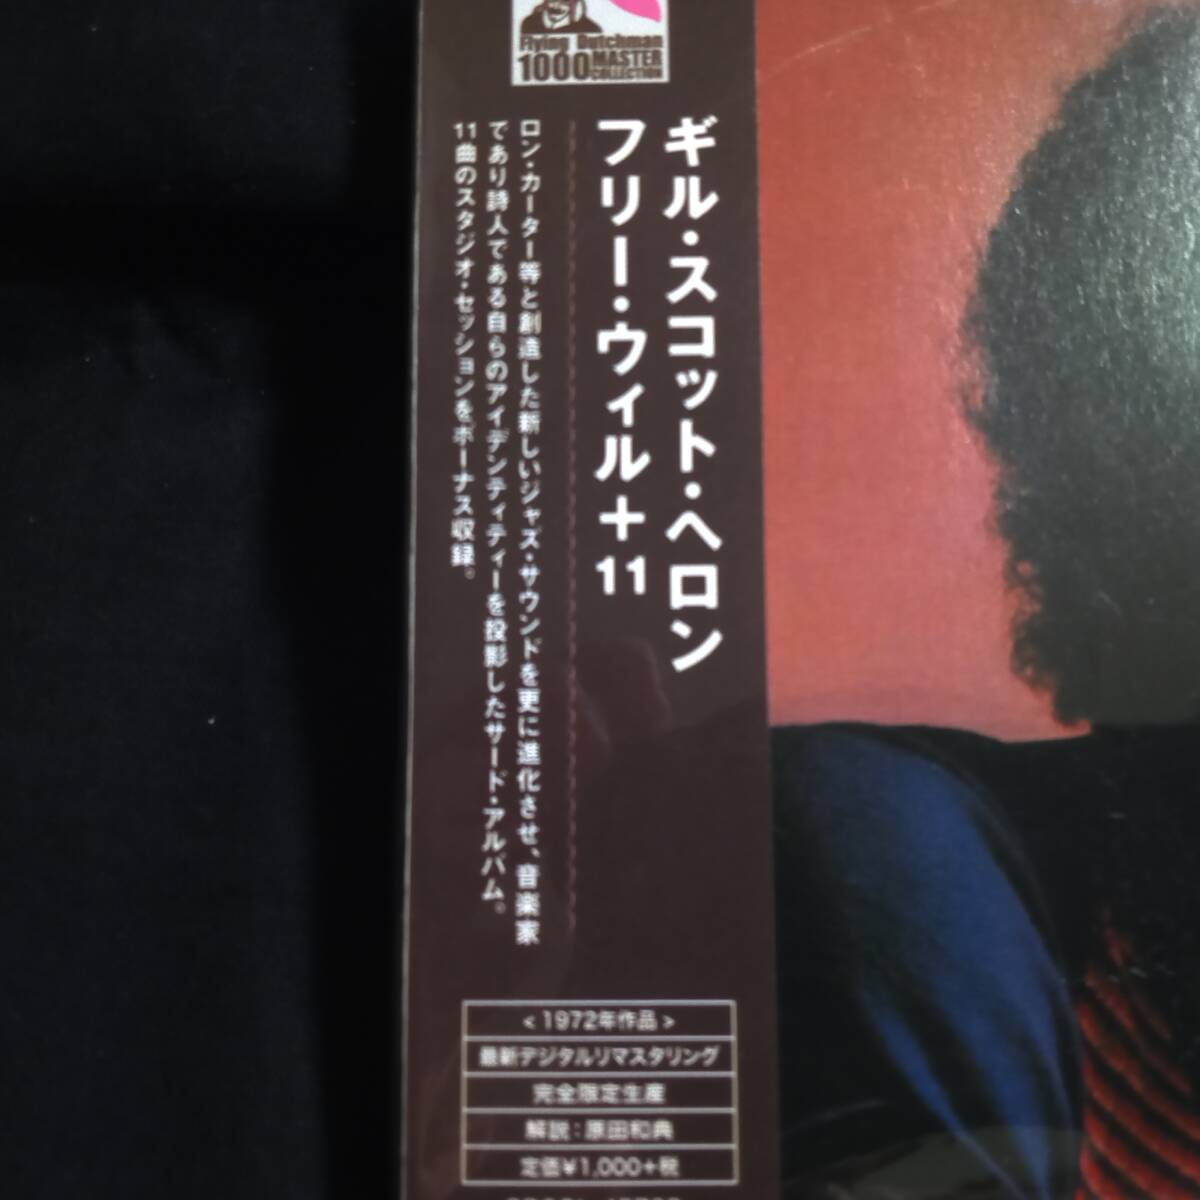 Flying Dutchman
1000 MASTER
COLLECTION
ギル・スコット・ヘロン
フリー・ウィル＋11
ロン・カーター等と創造した新しいジャズ・サウンドを更に進化させ、音楽家
であり詩人である自らのアイデンティティーを投影したサード・アルバム。
11曲のスタジオ・セッションをボーナス収録。
< 1972年作品 >
最新デジタルリマスタリング
完全限定生産
解説：原田和典
定価¥1,000+税